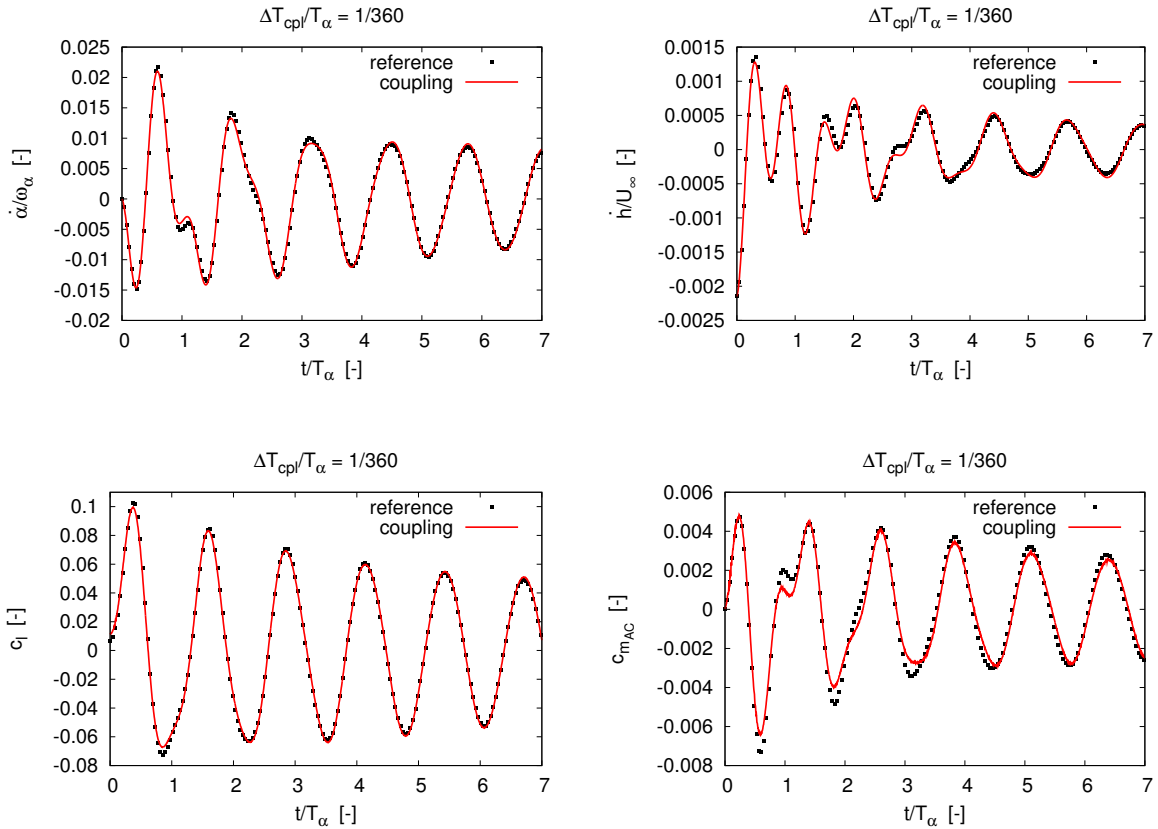 ΔT_cpl/T_α = 1/360
0.025
0.02
0.015
0.01
0.005
0
-0.005
-0.01
-0.015
-0.02
α̇/ω_α [-]
reference
coupling
0 1 2 3 4 5 6 7
t/T_α [-]
ΔT_cpl/T_α = 1/360
0.0015
0.001
0.0005
0
-0.0005
-0.001
-0.0015
-0.002
-0.0025
ḣ/U_∞ [-]
reference
coupling
0 1 2 3 4 5 6 7
t/T_α [-]
ΔT_cpl/T_α = 1/360
0.1
0.08
0.06
0.04
0.02
0
-0.02
-0.04
-0.06
-0.08
c_l [-]
reference
coupling
0 1 2 3 4 5 6 7
t/T_α [-]
ΔT_cpl/T_α = 1/360
0.006
0.004
0.002
0
-0.002
-0.004
-0.006
-0.008
c_m_AC [-]
reference
coupling
0 1 2 3 4 5 6 7
t/T_α [-]